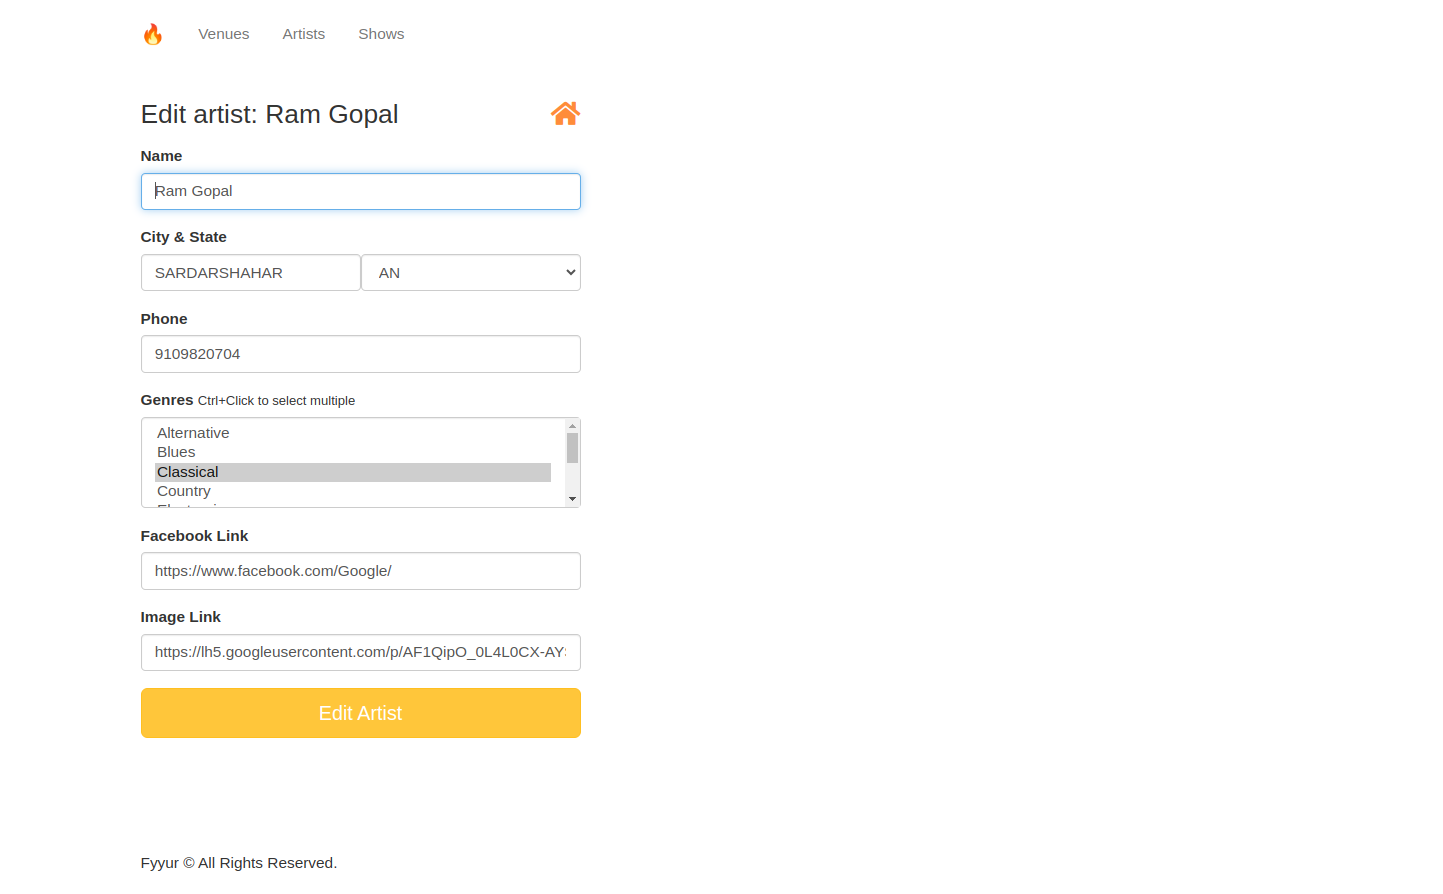 Venues Artists Shows
Edit artist: Ram Gopal
Name
Ram Gopal
City & State
SARDARSHAHAR AN
Phone
9109820704
Genres Ctrl+Click to select multiple
Alternative
Blues
Classical
Country
Facebook Link
https://www.facebook.com/Google/
Image Link
https://lh5.googleusercontent.com/p/AF1QipO_0L4L0CX-AY
Edit Artist
Fyyur © All Rights Reserved.